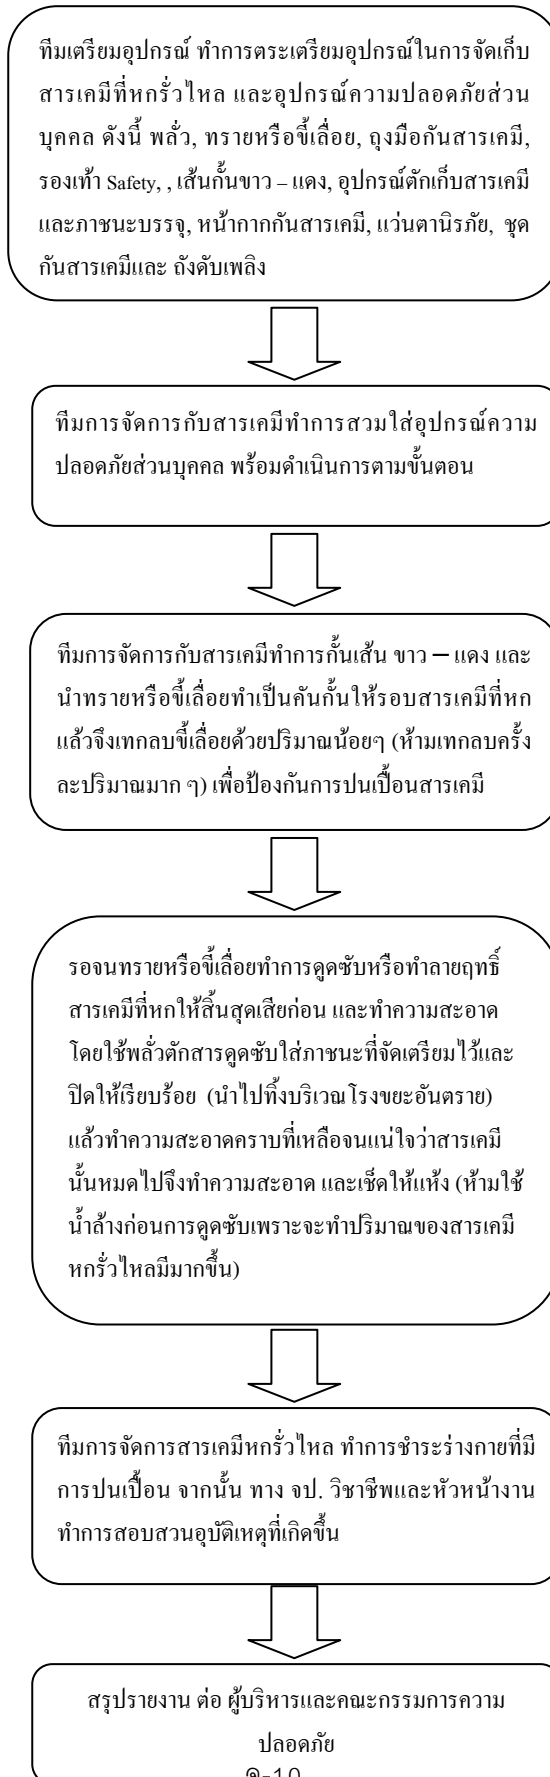 ทีมเตรียมอุปกรณ์ ทำการตระเตรียมอุปกรณ์ในการจัดเก็บ
สารเคมีที่หกรั่วไหล และอุปกรณ์ความปลอดภัยส่วน
บุคคล ดังนี้ พลั่ว, ทรายหรือขี้เลื่อย, ถุงมือกันสารเคมี,
รองเท้า Safety, , เส้นกั้นขาว – แดง, อุปกรณ์ตักเก็บสารเคมี
และภาชนะบรรจุ, หน้ากากกันสารเคมี, แว่นตานิรภัย, ชุด
กันสารเคมีและ ถังดับเพลิง
ทีมการจัดการกับสารเคมีทำการสวมใส่อุปกรณ์ความ
ปลอดภัยส่วนบุคคล พร้อมดำเนินการตามขั้นตอน
ทีมการจัดการกับสารเคมีทำการกั้นเส้น ขาว – แดง และ
นำทรายหรือขี้เลื่อยทำเป็นคันกั้นให้รอบสารเคมีที่หก
แล้วจึงเทกลบขี้เลื่อยด้วยปริมาณน้อยๆ (ห้ามเทกลบครั้ง
ละปริมาณมาก ๆ) เพื่อป้องกันการปนเปื้อนสารเคมี
รอจนทรายหรือขี้เลื่อยทำการดูดซับหรือทำลายฤทธิ์
สารเคมีที่หกให้สิ้นสุดเสียก่อน และทำความสะอาด
โดยใช้พลั่วตักสารดูดซับใส่ภาชนะที่จัดเตรียมไว้และ
ปิดให้เรียบร้อย (นำไปทิ้งบริเวณโรงขยะอันตราย)
แล้วทำความสะอาดคราบที่เหลือจนแน่ใจว่าสารเคมี
นั้นหมดไปจึงทำความสะอาด และเช็ดให้แห้ง (ห้ามใช้
น้ำล้างก่อนการดูดซับเพราะจะทำปริมาณของสารเคมี
หกรั่วไหลมีมากขึ้น)
ทีมการจัดการสารเคมีหกรั่วไหล ทำการชำระร่างกายที่มี
การปนเปื้อน จากนั้น ทาง จป. วิชาชีพและหัวหน้างาน
ทำการสอบสวนอุบัติเหตุที่เกิดขึ้น
สรุปรายงาน ต่อ ผู้บริหารและคณะกรรมการความ
ปลอดภัย